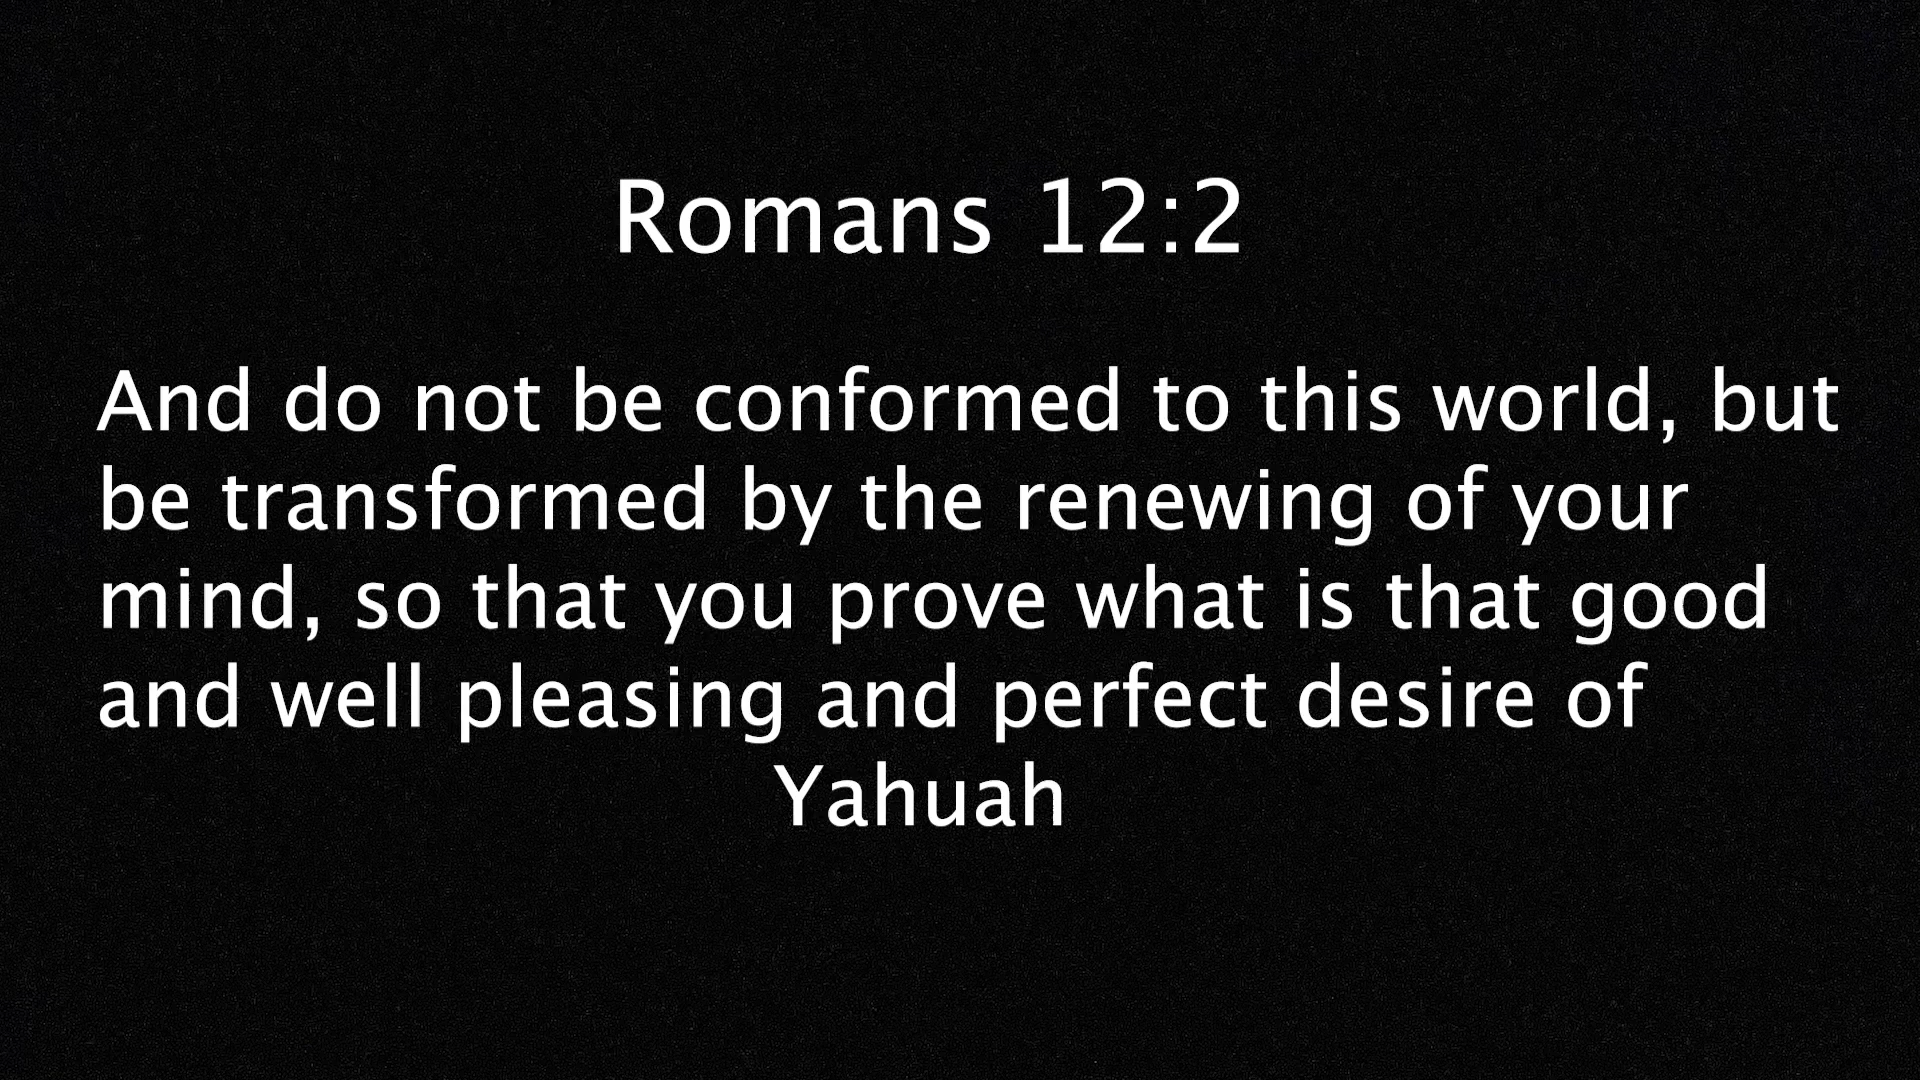 Romans 12:2
And do not be conformed to this world, but
be transformed by the renewing of your
mind, so that you prove what is that good
and well pleasing and perfect desire of
Yahuah